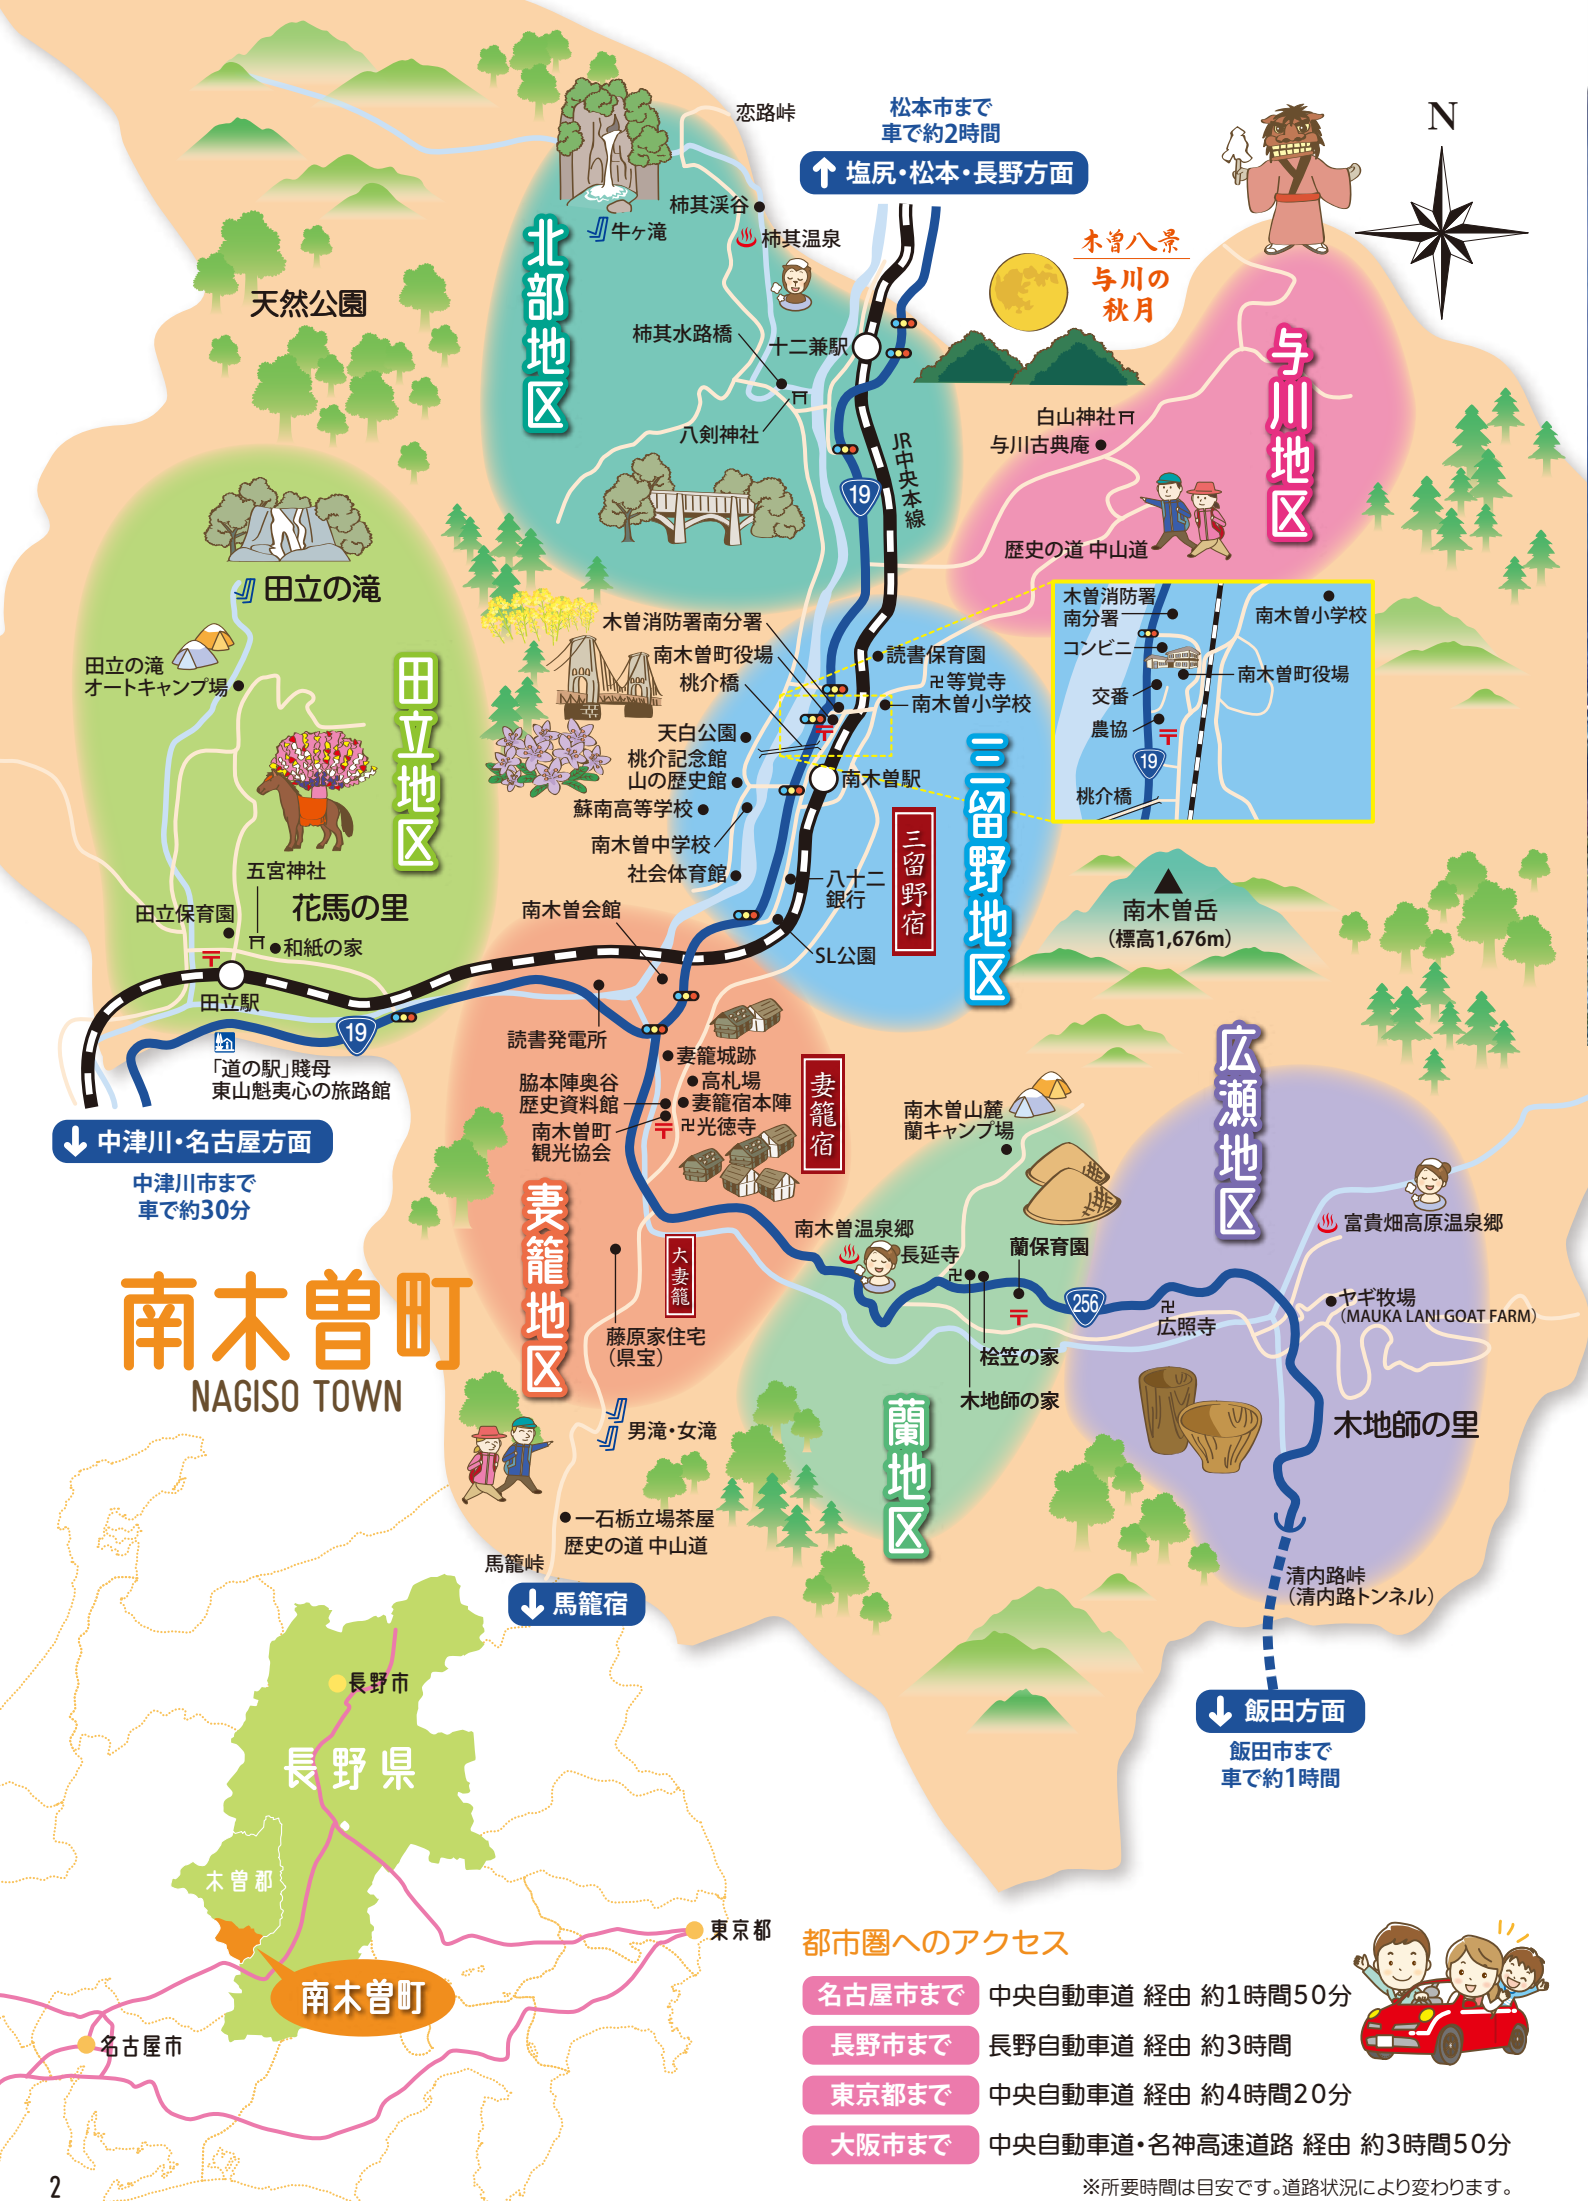 恋路峠
松本市まで
車で約2時間
塩尻・松本・長野方面
N
柿其渓谷
牛ヶ滝
柿其温泉
北部地区
木曽八景
与川の
秋月
天然公園
柿其水路橋
十二兼駅
与川地区
八剣神社
JR中央本線
白山神社
与川古典庵
19
歴史の道 中山道
田立の滝
田立の滝
オートキャンプ場
田立地区
木曽消防署南分署
南木曽町役場
桃介橋
読書保育園
等覚寺
南木曽小学校
天白公園
桃介記念館
山の歴史館
南木曽駅
蘇南高等学校
南木曽中学校
社会体育館
八十二
銀行
三留野宿
三留野地区
SL公園
木曽消防署
南分署
南木曽小学校
コンビニ
南木曽町役場
交番
農協
19
桃介橋
南木曽岳
(標高1,676m)
五宮神社
花馬の里
田立保育園
和紙の家
田立駅
19
「道の駅」賤母
東山魁夷心の旅路館
中津川・名古屋方面
中津川市まで
車で約30分
南木曽会館
読書発電所
妻籠城跡
高札場
脇本陣奥谷
歴史資料館
妻籠宿本陣
光徳寺
南木曽町
観光協会
妻籠宿
妻籠地区
大妻籠
藤原家住宅
(県宝)
男滝・女滝
一石栃立場茶屋
歴史の道 中山道
馬籠峠
馬籠宿
南木曽山麓
蘭キャンプ場
南木曽温泉郷
長延寺
蘭保育園
256
桧笠の家
木地師の家
蘭地区
広瀬地区
富貴畑高原温泉郷
ヤギ牧場
(MAUKA LANI GOAT FARM)
広照寺
木地師の里
清内路峠
(清内路トンネル)
飯田方面
飯田市まで
車で約1時間
南木曽町
NAGISO TOWN
長野市
長野県
木曽郡
南木曽町
名古屋市
東京都
都市圏へのアクセス
名古屋市まで 中央自動車道 経由 約1時間50分
長野市まで 長野自動車道 経由 約3時間
東京都まで 中央自動車道 経由 約4時間20分
大阪市まで 中央自動車道・名神高速道路 経由 約3時間50分
※所要時間は目安です。道路状況により変わります。
2